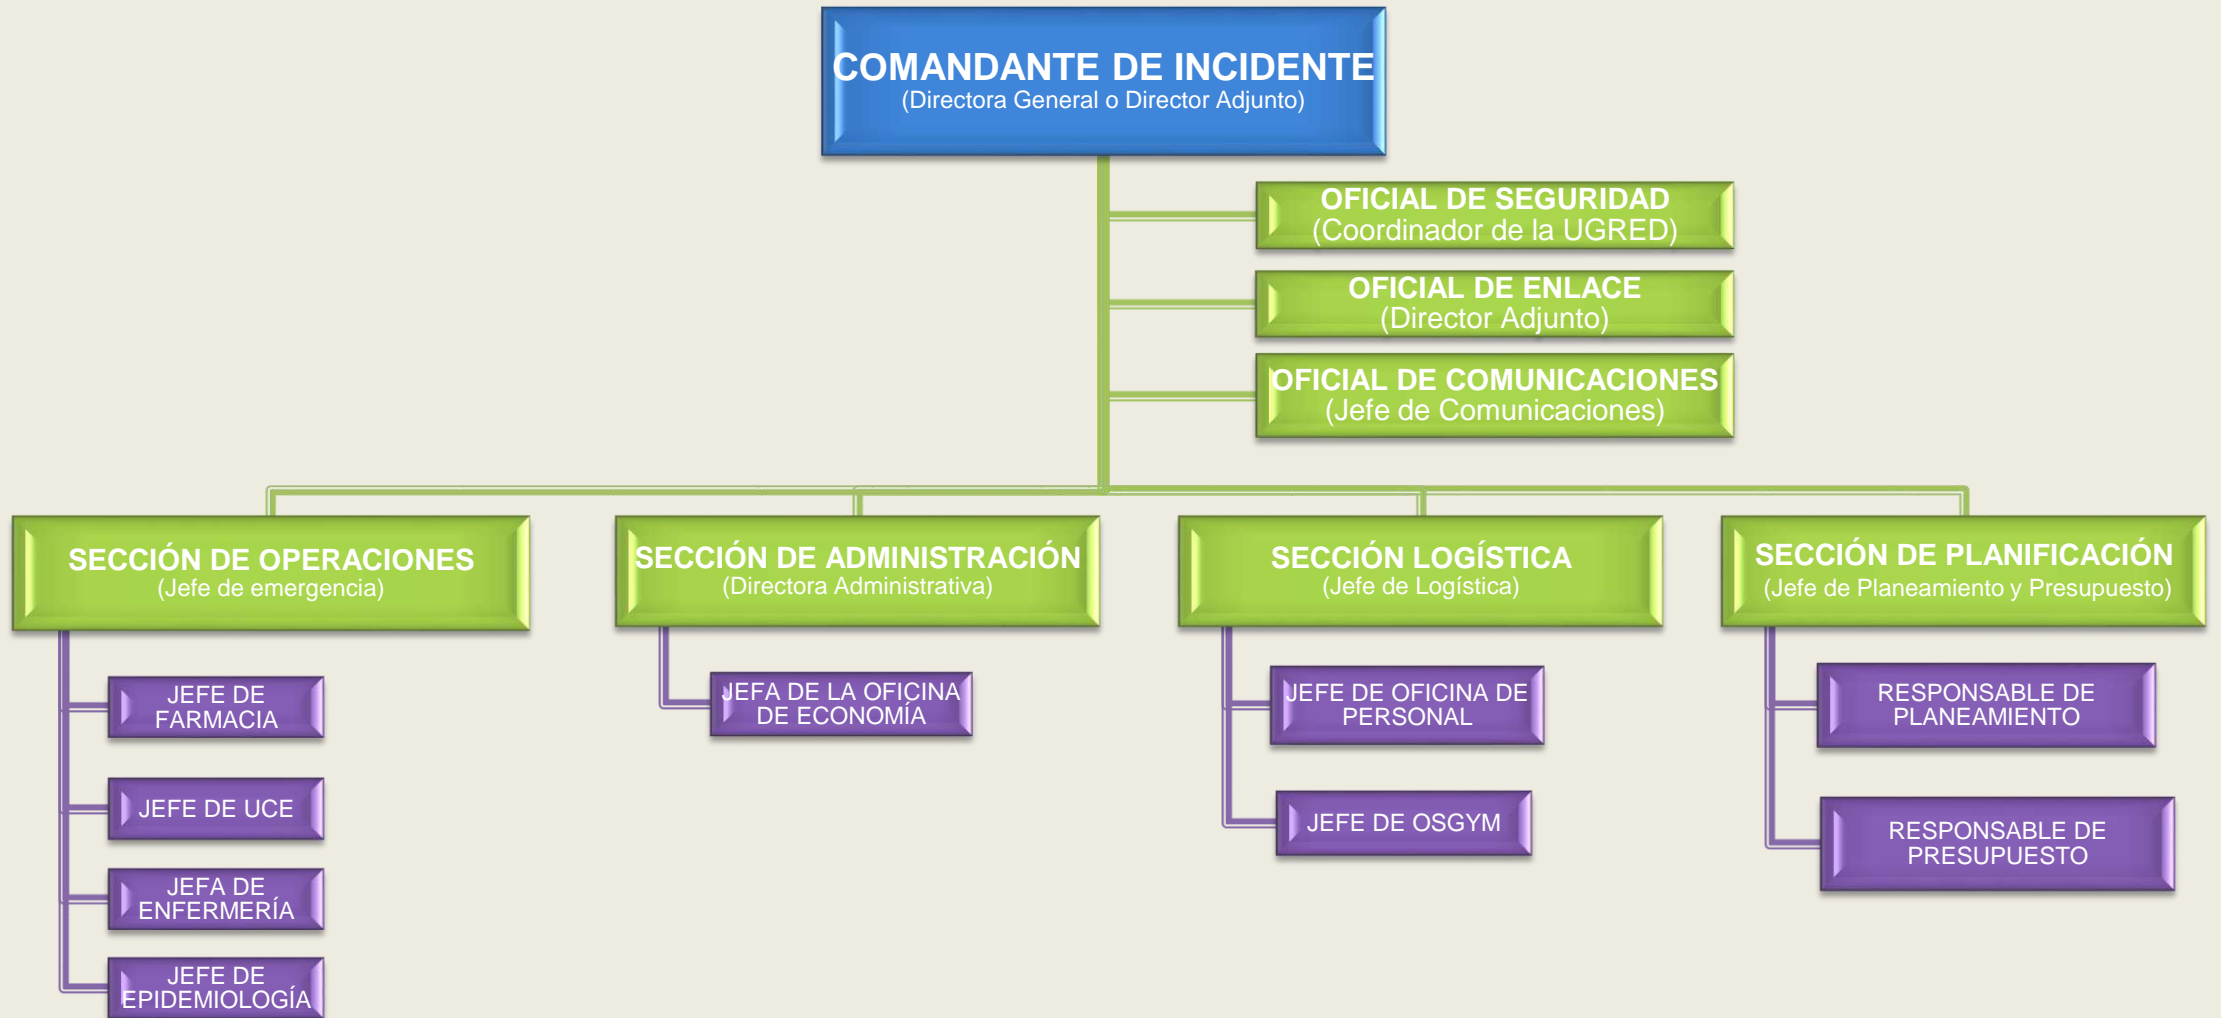 COMANDANTE DE INCIDENTE
(Directora General o Director Adjunto)
OFICIAL DE SEGURIDAD
(Coordinador de la UGRED)
OFICIAL DE ENLACE
(Director Adjunto)
OFICIAL DE COMUNICACIONES
(Jefe de Comunicaciones)
SECCIÓN DE OPERACIONES
(Jefe de emergencia)
SECCIÓN DE ADMINISTRACIÓN
(Directora Administrativa)
SECCIÓN LOGÍSTICA
(Jefe de Logística)
SECCIÓN DE PLANIFICACIÓN
(Jefe de Planeamiento y Presupuesto)
JEFE DE
FARMACIA
JEFE DE UCE
JEFA DE
ENFERMERÍA
JEFE DE
EPIDEMIOLOGÍA
JEFA DE LA OFICINA
DE ECONOMÍA
JEFE DE OFICINA DE
PERSONAL
JEFE DE OSGYM
RESPONSABLE DE
PLANEAMIENTO
RESPONSABLE DE
PRESUPUESTO